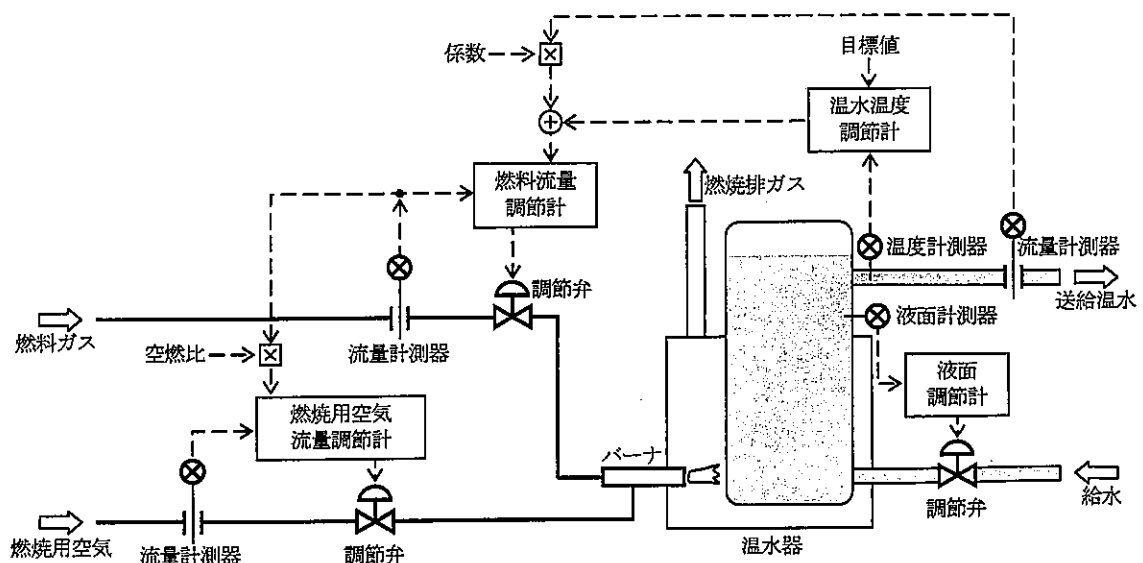 係数
×
目標値
温水温度
調節計
+
燃料流量
調節計
燃焼排ガス
温度計測器
流量計測器
送給温水
調節弁
燃料ガス
流量計測器
液面計測器
空燃比
×
液面
調節計
燃焼用空気
流量調節計
バーナ
調節弁
給水
燃焼用空気
流量計測器
調節弁
温水器